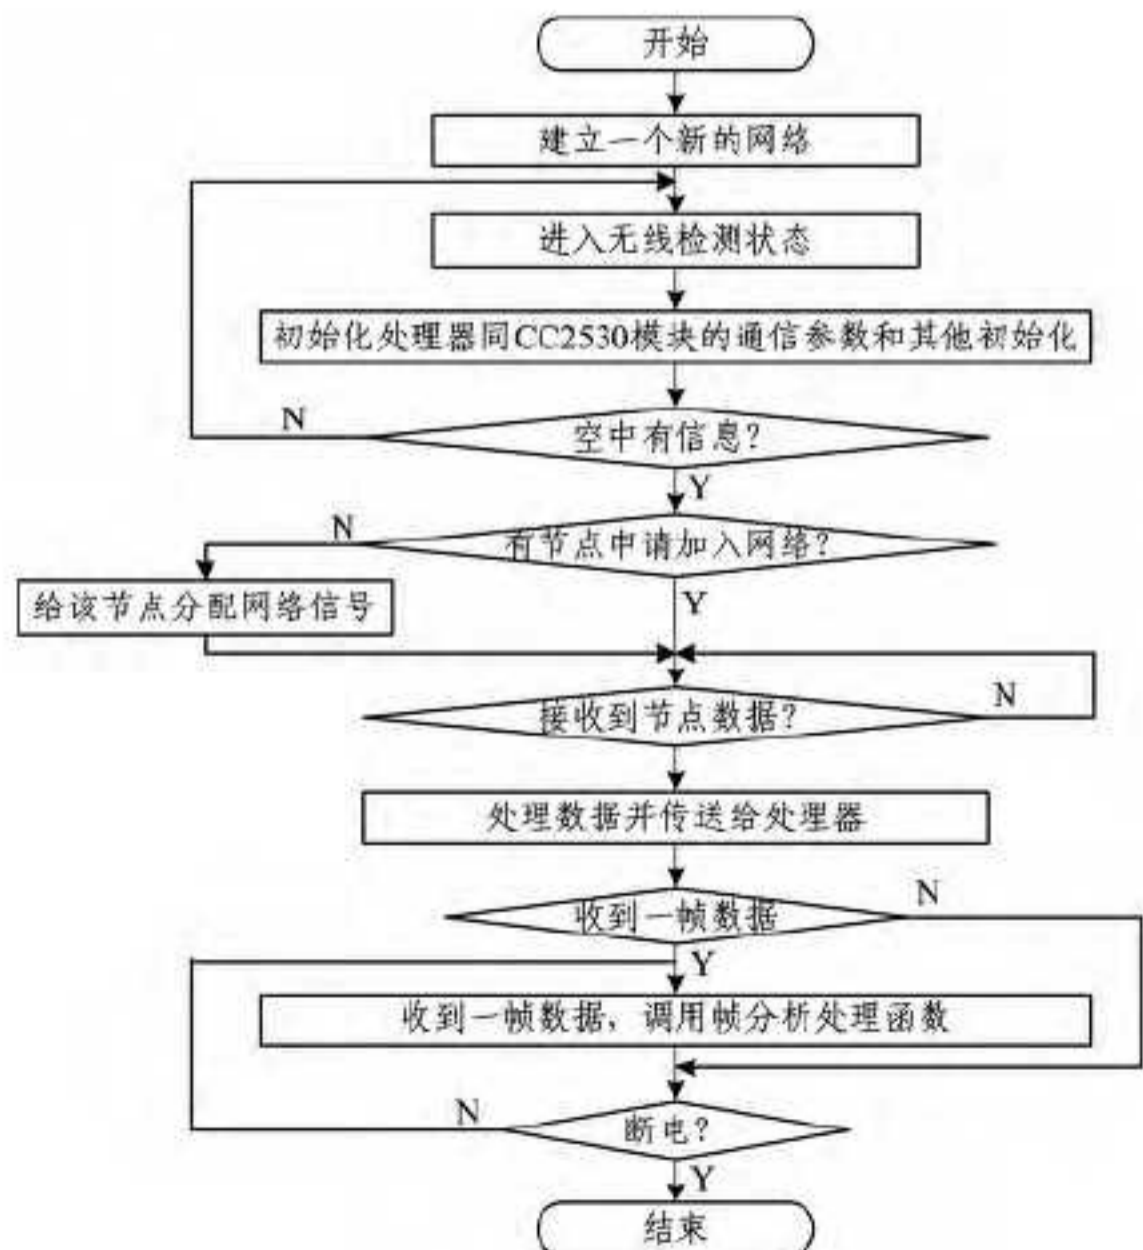 开始
建立一个新的网络
进入无线检测状态
初始化处理器同CC2530模块的通信参数和其他初始化
N
空中有信息?
Y
N
有节点申请加入网络?
给该节点分配网络信号
Y
N
接收到节点数据?
处理数据并传送给处理器
N
收到一帧数据
Y
收到一帧数据，调用帧分析处理函数
N
断电?
Y
结束